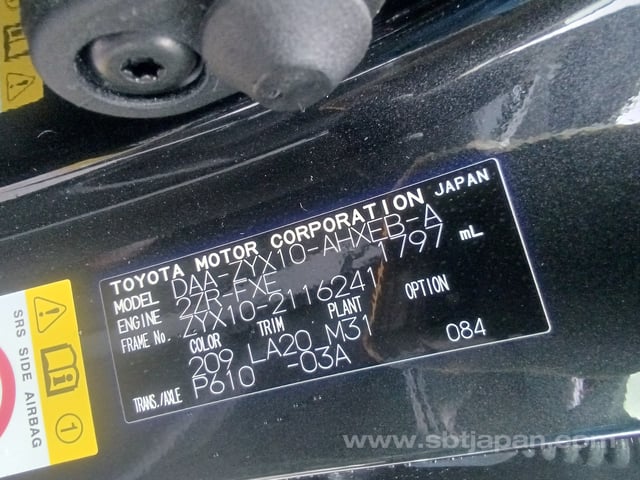 TOYOTA MOTOR CORPORATION JAPAN
MODEL DAA-ZYX10-AHXEB-A
ENGINE 2ZR-FXE 1797 mL
FRAME No. ZYX10-2116241
COLOR TRIM PLANT OPTION
209 LA20 M31 084
TRANS./AXLE P610 -03A
SRS SIDE AIRBAG
1
www.sbtjapan.com